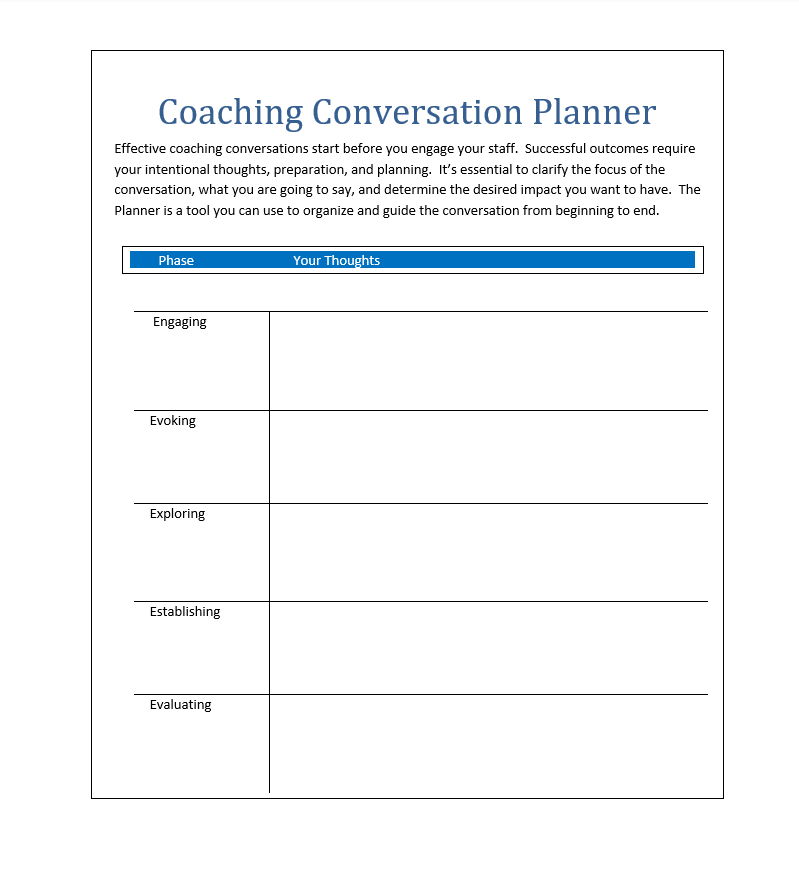 Coaching Conversation Planner
Effective coaching conversations start before you engage your staff.  Successful outcomes require
your intentional thoughts, preparation, and planning.  It’s essential to clarify the focus of the
conversation, what you are going to say, and determine the desired impact you want to have.  The
Planner is a tool you can use to organize and guide the conversation from beginning to end.
Phase Your Thoughts
Engaging
Evoking
Exploring
Establishing
Evaluating